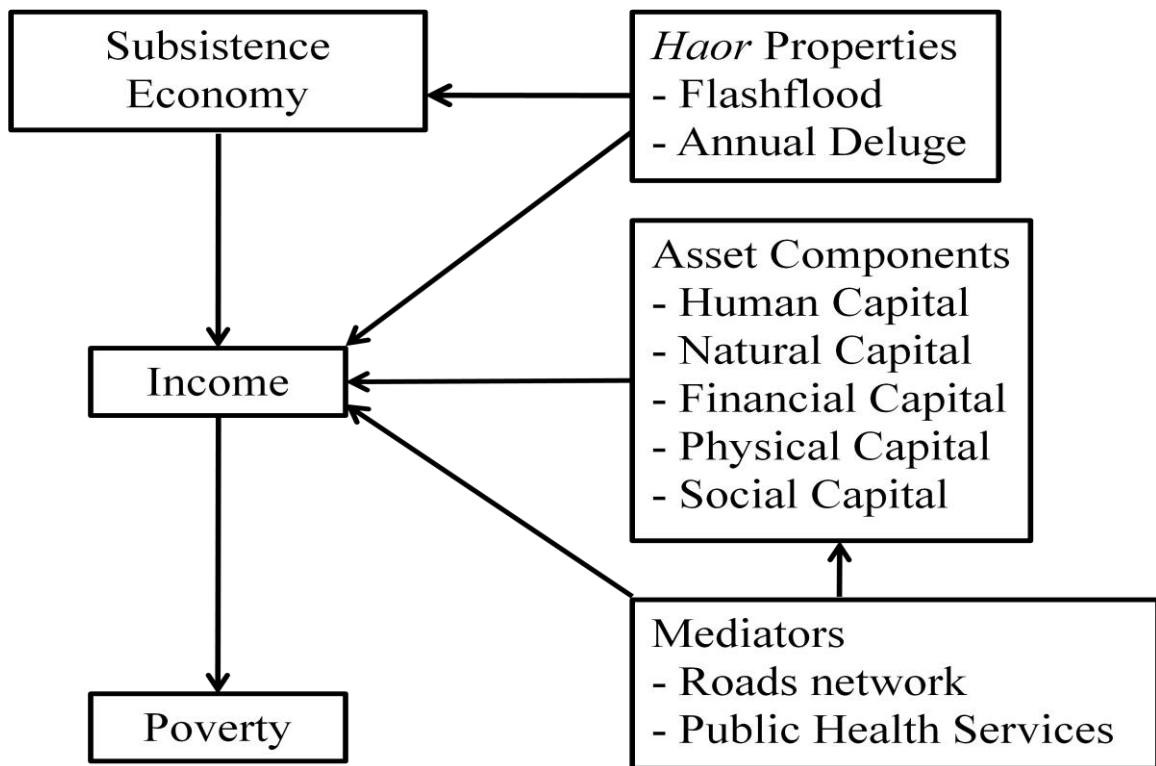 Subsistence
Economy
Haor Properties
- Flashflood
- Annual Deluge
Asset Components
- Human Capital
- Natural Capital
- Financial Capital
- Physical Capital
- Social Capital
Income
Mediators
- Roads network
- Public Health Services
Poverty